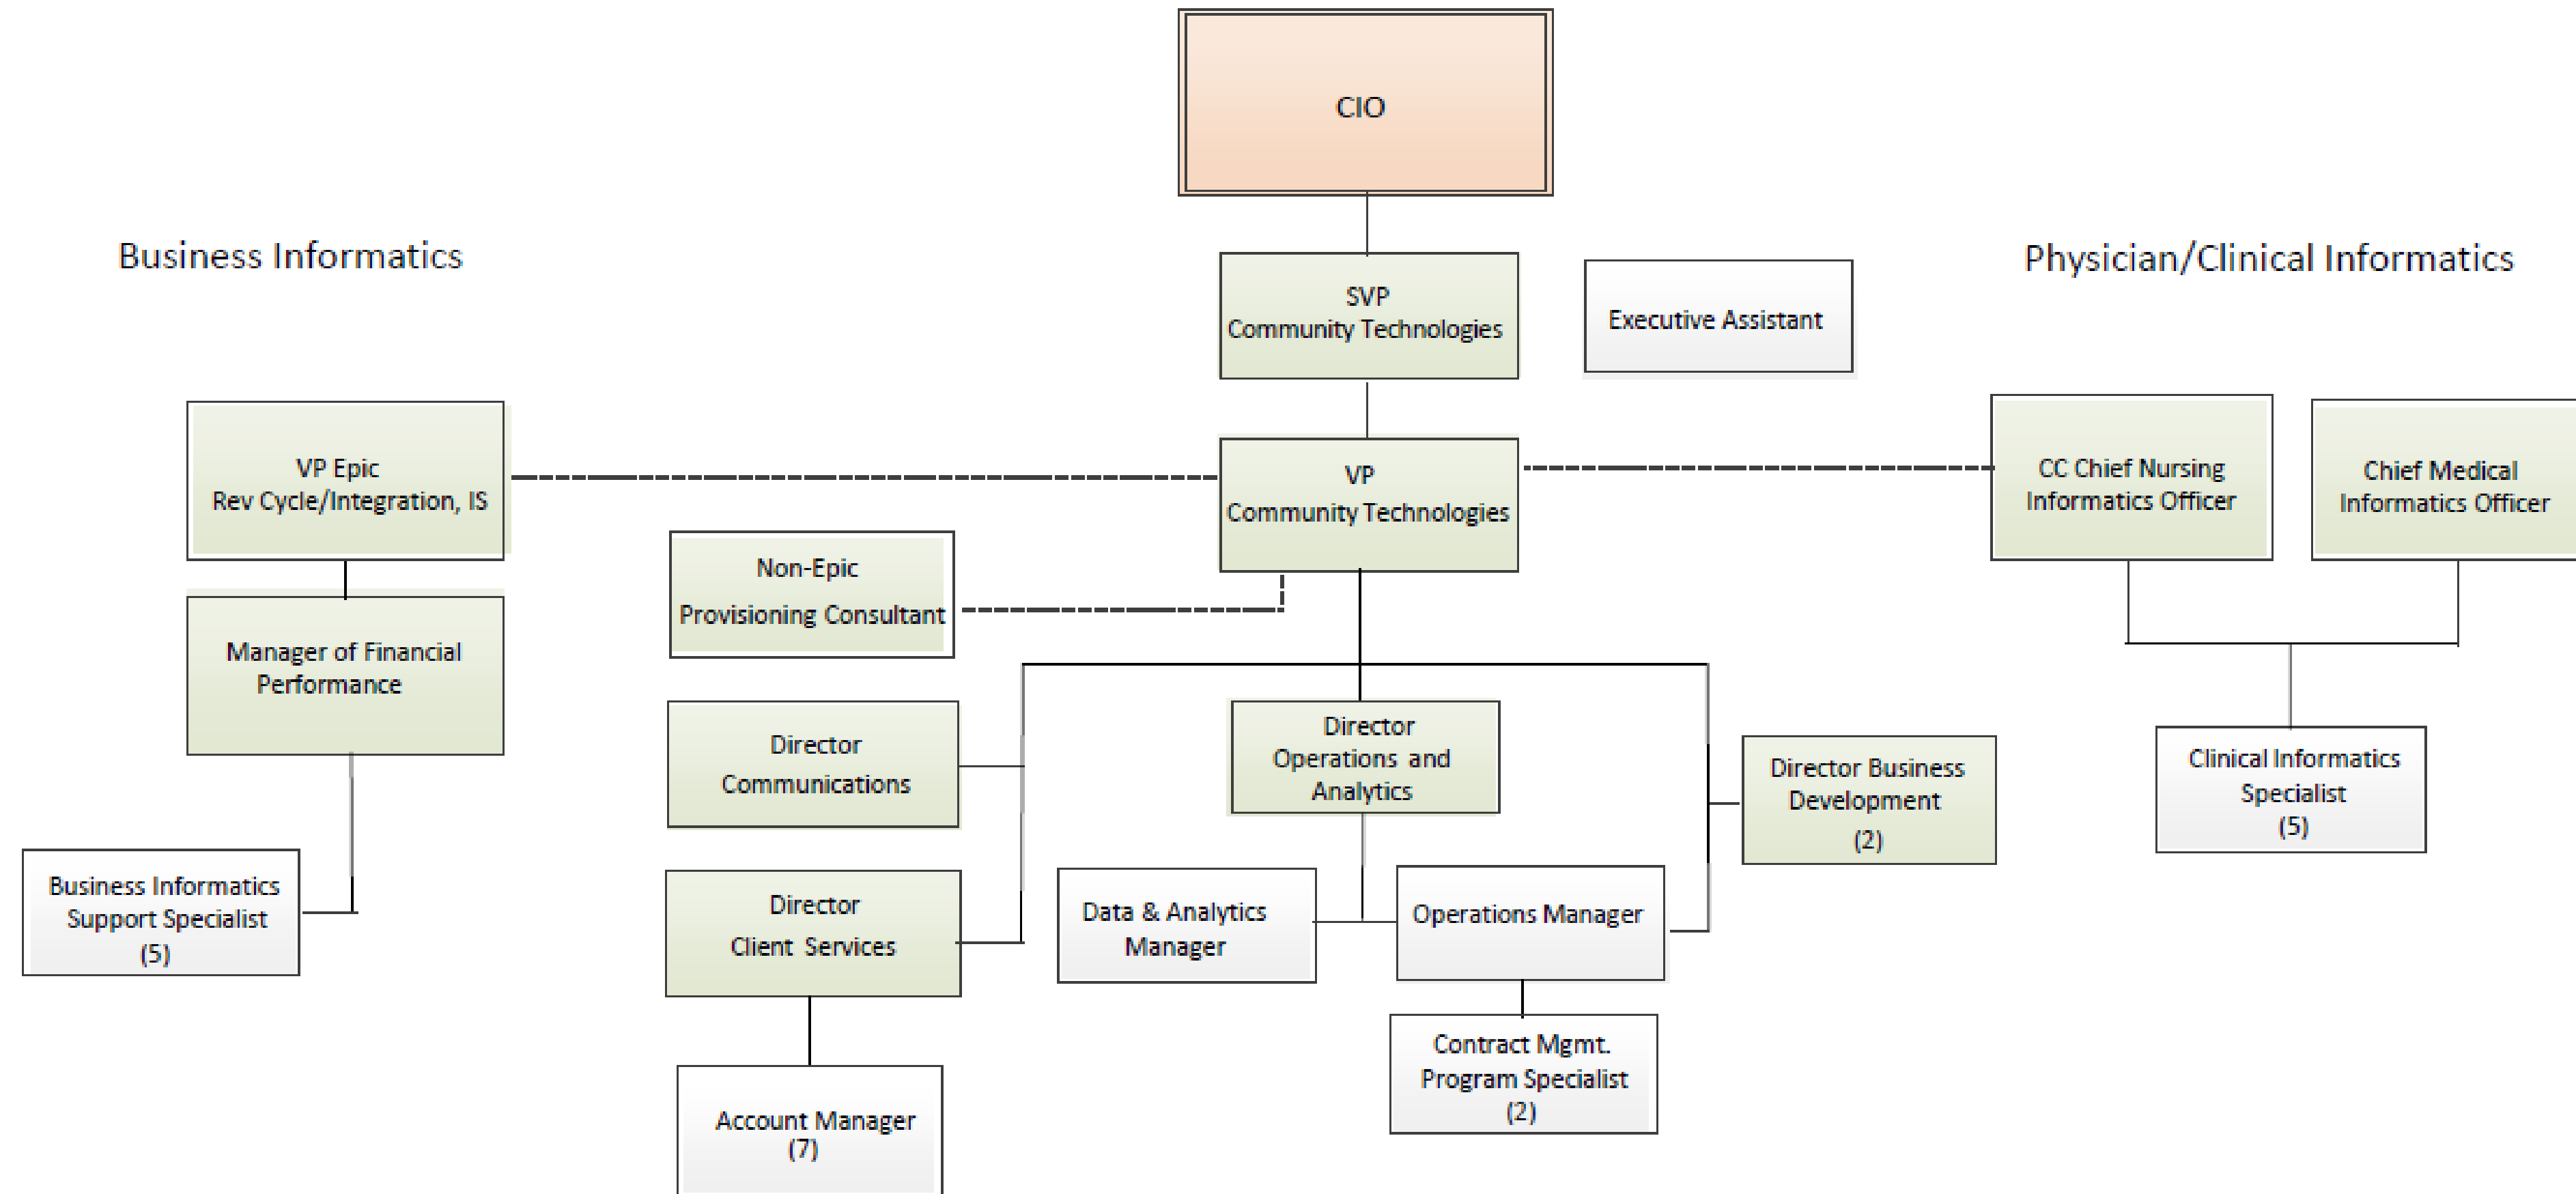 CIO
Business Informatics
Physician/Clinical Informatics
SVP
Community Technologies
Executive Assistant
VP Epic
Rev Cycle/Integration, IS
VP
Community Technologies
CC Chief Nursing
Informatics Officer
Chief Medical
Informatics Officer
Non-Epic
Provisioning Consultant
Manager of Financial
Performance
Director
Communications
Director
Operations and
Analytics
Director Business
Development
(2)
Clinical Informatics
Specialist
(5)
Business Informatics
Support Specialist
(5)
Director
Client Services
Data & Analytics
Manager
Operations Manager
Contract Mgmt.
Program Specialist
(2)
Account Manager
(7)